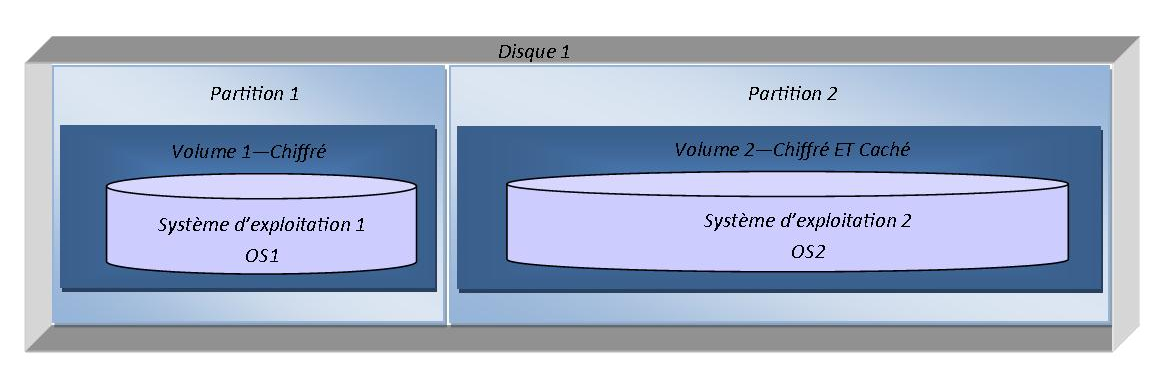 Disque 1
Partition 1
Partition 2
Volume 1—Chiffré
Volume 2—Chiffré ET Caché
Système d’exploitation 1
OS1
Système d’exploitation 2
OS2